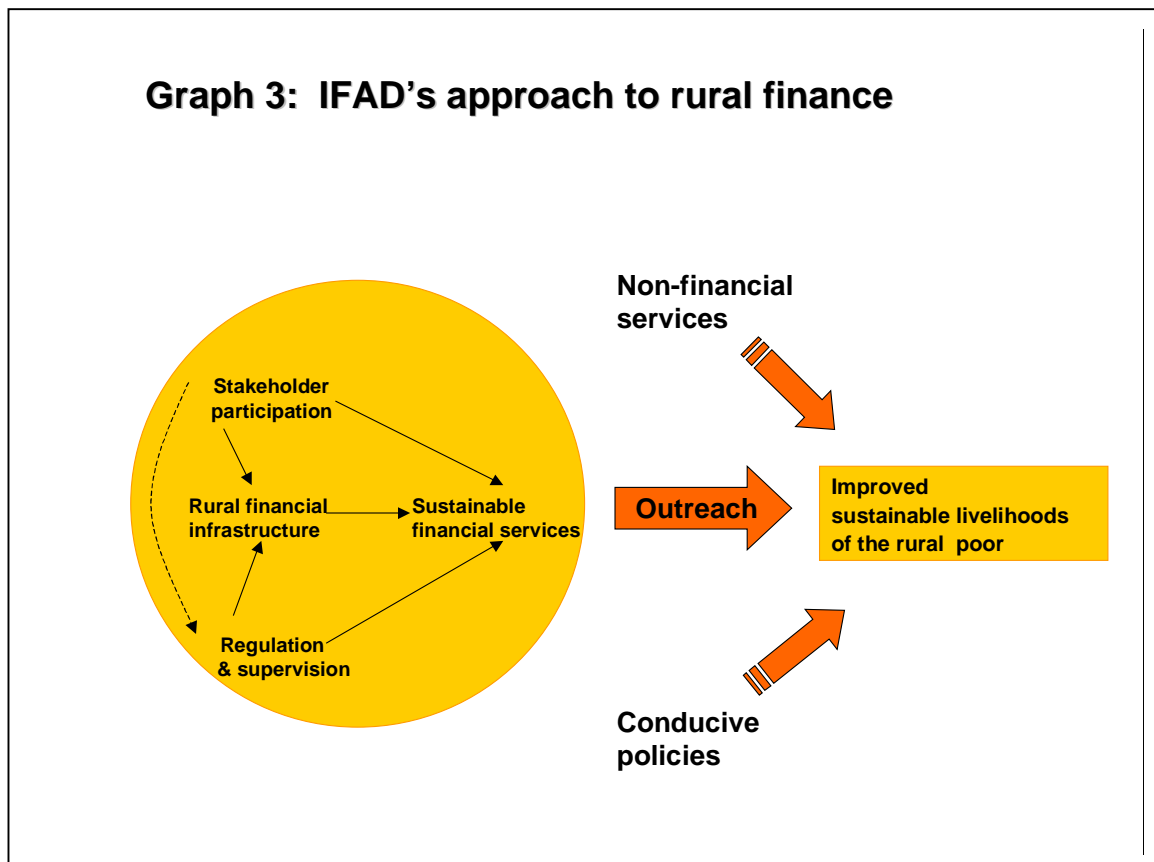 Graph 3: IFAD's approach to rural finance
Non-financial
services
Stakeholder
participation
Rural financial
infrastructure
Sustainable
financial services
Regulation
& supervision
Outreach
Improved
sustainable livelihoods
of the rural poor
Conducive
policies